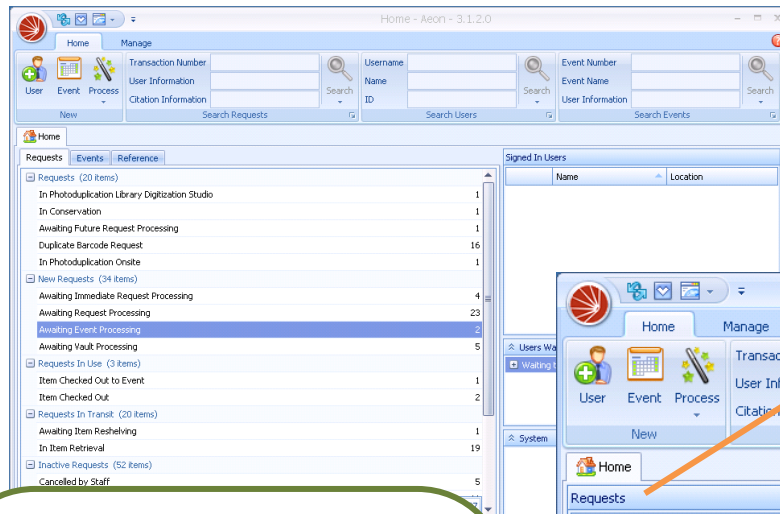 Home - Aeon - 3.1.2.0
Home Manage
Transaction Number
User Information
Citation Information
Search
Username
Name
ID
Search
Event Number
Event Name
User Information
Search
User Event Process
New Search Requests Search Users Search Events
Home
Requests Events Reference
Signed In Users
Name Location
Requests (20 items)
In Photoduplication Library Digitization Studio 1
In Conservation 1
Awaiting Future Request Processing 1
Duplicate Barcode Request 16
In Photoduplication Onsite 1
New Requests (34 items)
Awaiting Immediate Request Processing 4
Awaiting Request Processing 23
Awaiting Event Processing 2
Awaiting Vault Processing 5
Requests In Use (3 items)
Item Checked Out to Event 1
Item Checked Out 2
Requests In Transit (20 items)
Awaiting Item Reshelving 1
In Item Retrieval 19
Inactive Requests (52 items)
Cancelled by Staff 5
Users Wa
Waiting t
System
Home Manage
Transac
User Inf
Citation
User Event Process
New
Home
Requests